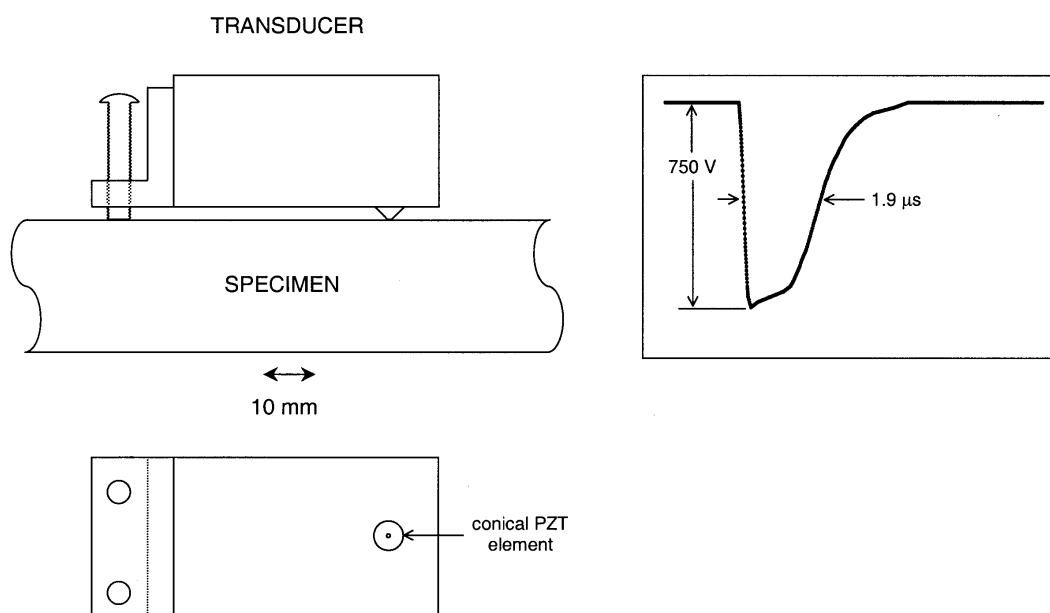 TRANSDUCER
SPECIMEN
10 mm
750 V
1.9 μs
conical PZT
element